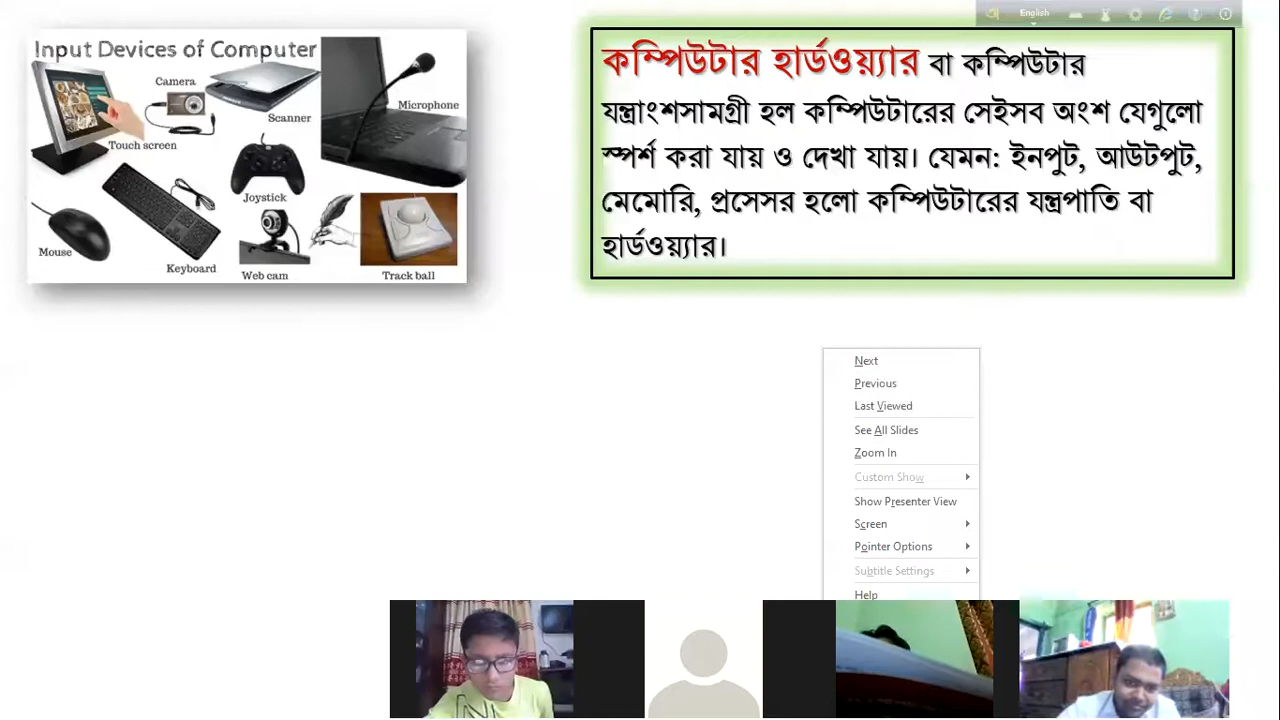 English
Input Devices of Computer
Camera
Scanner
Microphone
Touch screen
Joystick
Mouse
Keyboard
Web cam
Track ball
কম্পিউটার হার্ডওয়্যার বা কম্পিউটার
যন্ত্রাংশসামগ্রী হল কম্পিউটারের সেইসব অংশ যেগুলো
স্পর্শ করা যায় ও দেখা যায়। যেমন: ইনপুট, আউটপুট,
মেমোরি, প্রসেসর হলো কম্পিউটারের যন্ত্রপাতি বা
হার্ডওয়্যার।
Next
Previous
Last Viewed
See All Slides
Zoom In
Custom Show
Show Presenter View
Screen
Pointer Options
Subtitle Settings
Help